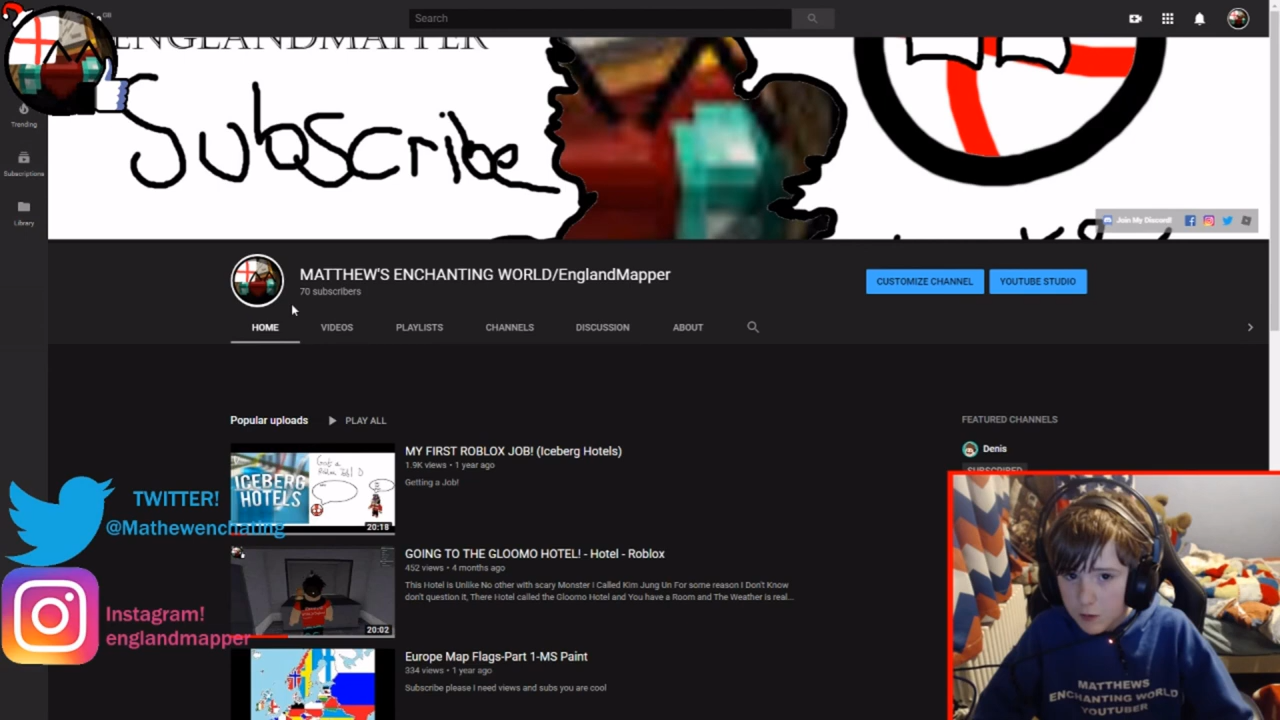 GB
Search
ENGLANDMAPPER
Subscribe
Trending
Subscriptions
Library
Join My Discord!
MATTHEW'S ENCHANTING WORLD/EnglandMapper
70 subscribers
CUSTOMIZE CHANNEL
YOUTUBE STUDIO
HOME
VIDEOS
PLAYLISTS
CHANNELS
DISCUSSION
ABOUT
Popular uploads
PLAY ALL
FEATURED CHANNELS
MY FIRST ROBLOX JOB! (Iceberg Hotels)
1.9K views • 1 year ago
Getting a Job!
ICEBERG
HOTELS
20:18
Denis
SUBSCRIBED
TWITTER!
@Mathewenchating
GOING TO THE GLOOMO HOTEL! - Hotel - Roblox
452 views • 4 months ago
This Hotel is Unlike No other with scary Monster I Called Kim Jung Un For some reason I Don't Know
don't question it, There Hotel called the Gloomo Hotel and You have a Room and The Weather is real...
20:02
Instagram!
englandmapper
Europe Map Flags-Part 1-MS Paint
334 views • 1 year ago
Subscribe please I need views and subs you are cool
MATTHEWS
ENCHANTING WORLD
YOUTUBER